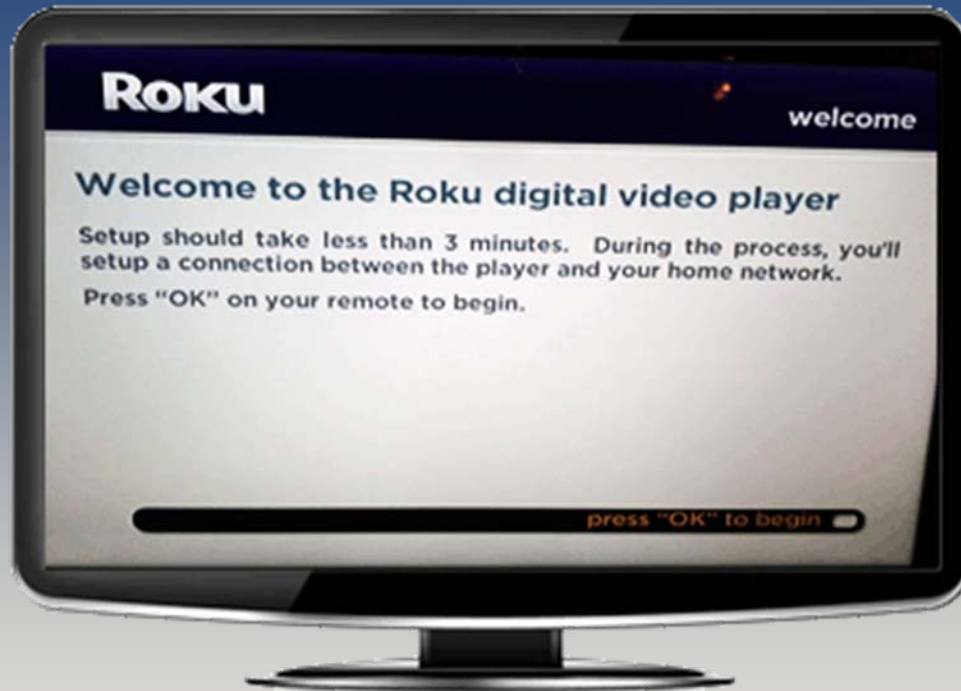 ROKU
welcome
Welcome to the Roku digital video player
Setup should take less than 3 minutes. During the process, you'll
setup a connection between the player and your home network.
Press "OK" on your remote to begin.
press "OK" to begin